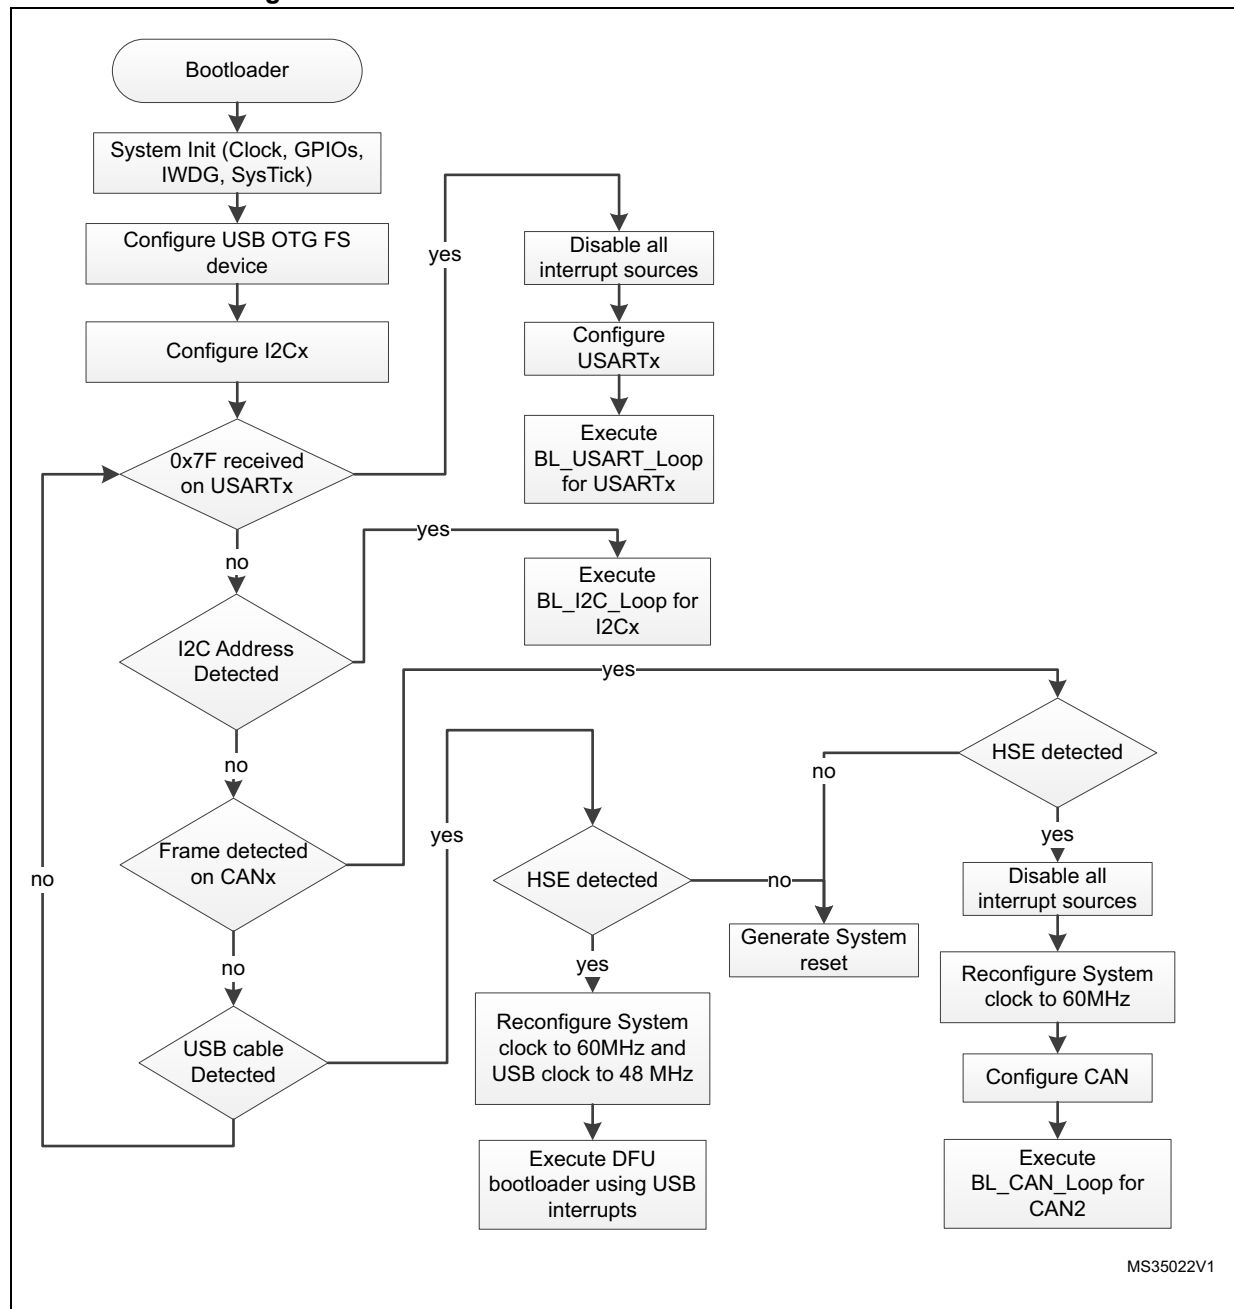 Bootloader
System Init (Clock, GPIOs,
IWDG, SysTick)
Configure USB OTG FS
device
Configure I2Cx
0x7F received
on USARTx
yes
Disable all
interrupt sources
Configure
USARTx
Execute
BL_USART_Loop
for USARTx
no
I2C Address
Detected
yes
Execute
BL_I2C_Loop for
I2Cx
no
Frame detected
on CANx
yes
HSE detected
no
yes
Disable all
interrupt sources
Reconfigure System
clock to 60MHz
Configure CAN
Execute
BL_CAN_Loop for
CAN2
no
USB cable
Detected
yes
HSE detected
no
Generate System
reset
yes
Reconfigure System
clock to 60MHz and
USB clock to 48 MHz
Execute DFU
bootloader using USB
interrupts
no
MS35022V1